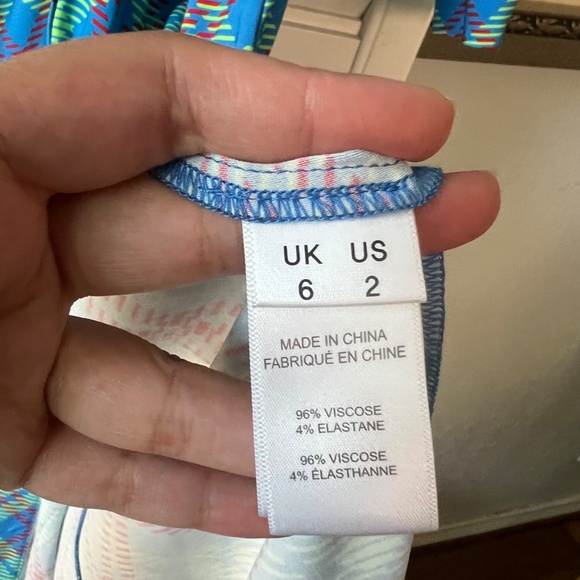 UK US
6 2
MADE IN CHINA
FABRIQUÉ EN CHINE
96% VISCOSE
4% ELASTANE
96% VISCOSE
4% ÉLASTHANNE